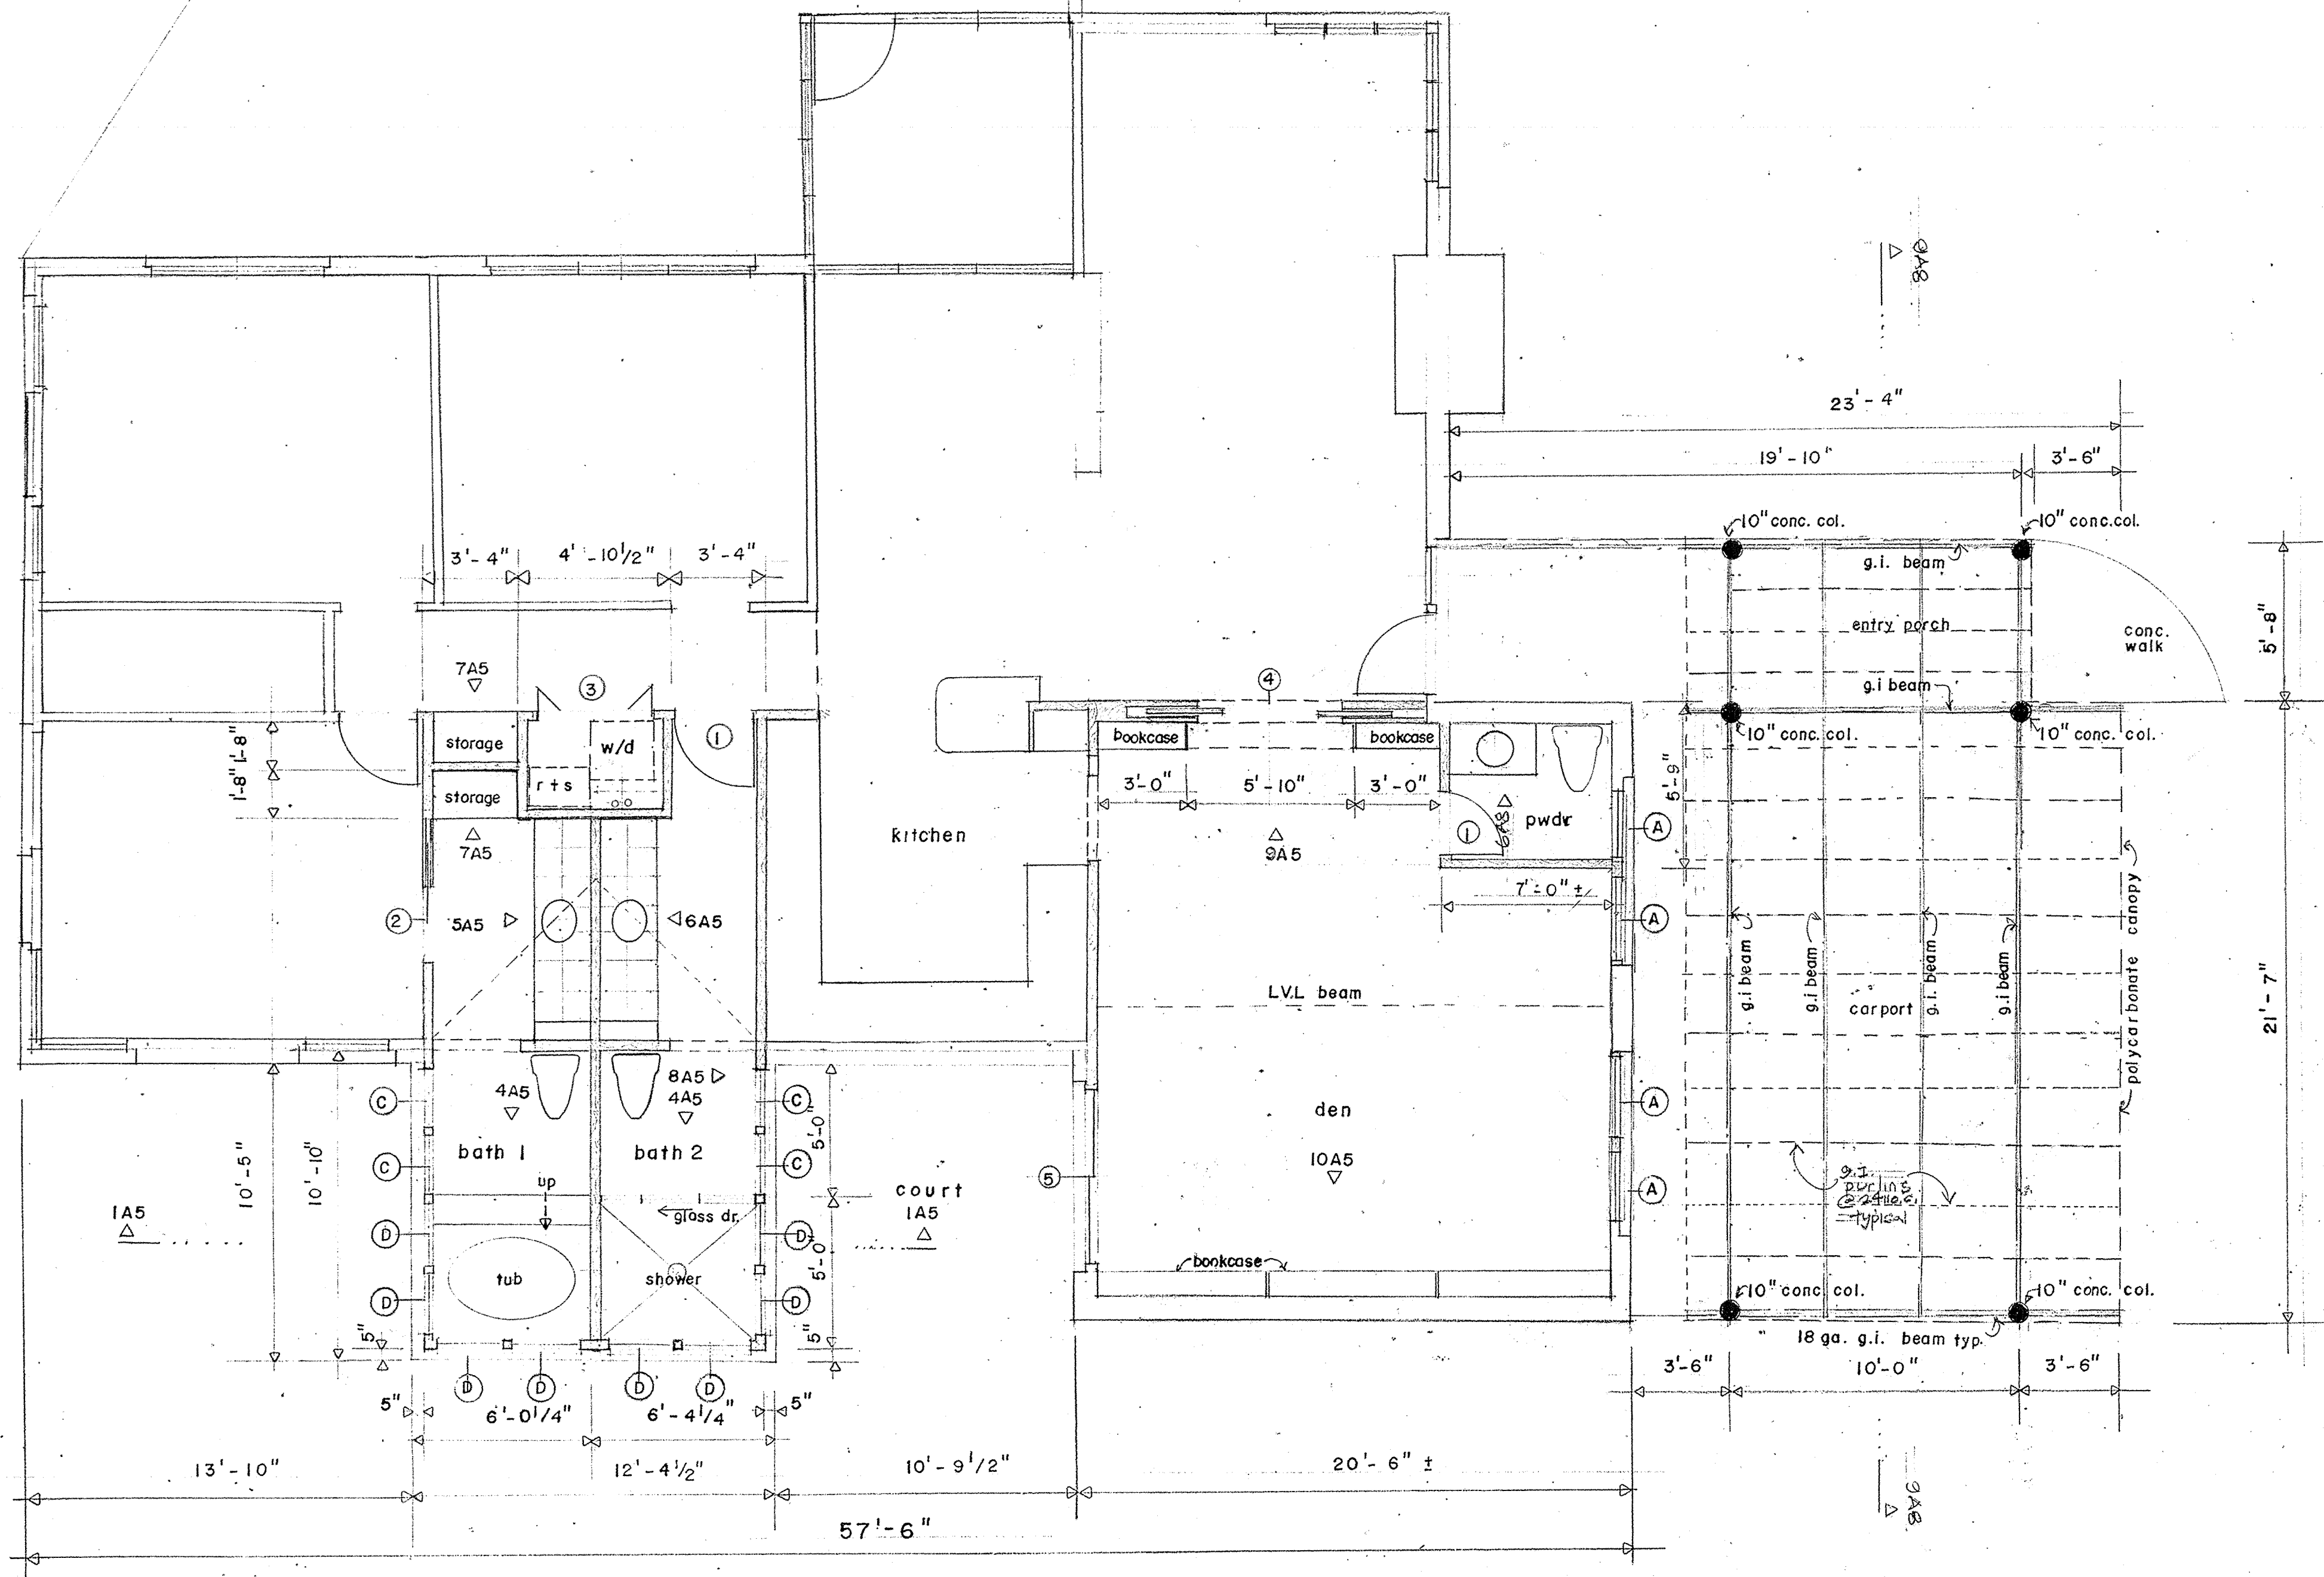 9A8
23'-4"
19'-10"
3'-6"
10" conc. col.
10" conc. col.
g.i. beam
entry porch
conc.
walk
5'-8"
g.i beam
10" conc. col.
10" conc. col.
3'-4"
4'-10 1/2"
3'-4"
7A5
3
4
1
storage
w/d
1'-8"
1'-8"
r+s
storage
bookcase
bookcase
3'-0"
5'-10"
3'-0"
5'-9"
7A5
kitchen
9A5
1
6A8
pwdr
A
7'-0" ±
2
5A5
6A5
A
g.i beam
g.i beam
g.i. beam
g.i beam
carport
polycarbonate canopy
21'-7"
L.V.L beam
C
4A5
8A5
4A5
C
5'-0"
den
A
bath 1
bath 2
C
C
10'-5"
10'-10"
10A5
5
A
up
court
1A5
1A5
glass dr.
D
D
5'-0
g.I.
purlins
@ 24" o.c.
typical
bookcase
tub
shower
D
D
10" conc. col.
10" conc. col.
5"
5"
18 ga. g.i. beam typ.
D
D
D
D
3'-6"
10'-0"
3'-6"
5"
6'-0 1/4"
6'-4 1/4"
5"
13'-10"
12'-4 1/2"
10'-9 1/2"
20'-6" ±
9A8
57'-6"